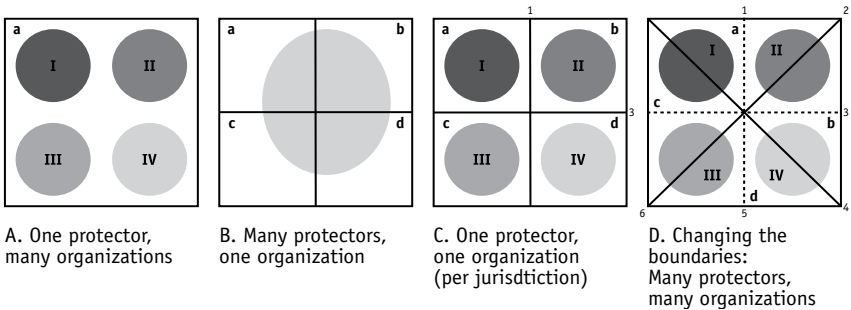 1
1
2
a
I
II
III
IV
a
b
c
d
a
b
I
II
3
c
d
III
IV
a
I
II
c
3
b
III
IV
d
6
5
4
A. One protector,
many organizations
B. Many protectors,
one organization
C. One protector,
one organization
(per jurisdtiction)
D. Changing the
boundaries:
Many protectors,
many organizations